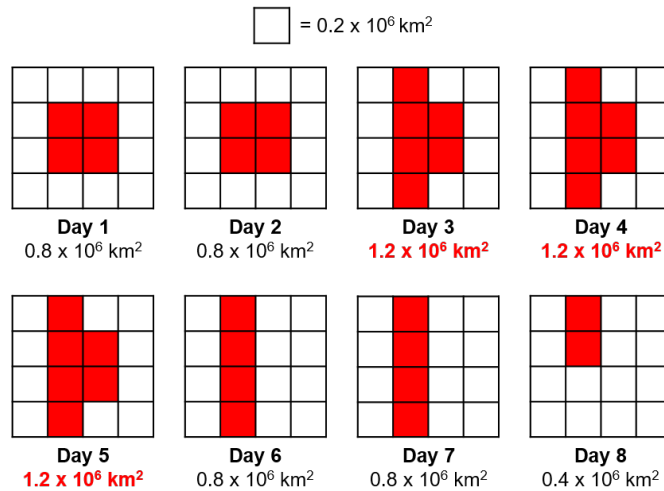 = 0.2 x 10⁶ km²
Day 1
0.8 x 10⁶ km²
Day 2
0.8 x 10⁶ km²
Day 3
1.2 x 10⁶ km²
Day 4
1.2 x 10⁶ km²
Day 5
1.2 x 10⁶ km²
Day 6
0.8 x 10⁶ km²
Day 7
0.8 x 10⁶ km²
Day 8
0.4 x 10⁶ km²